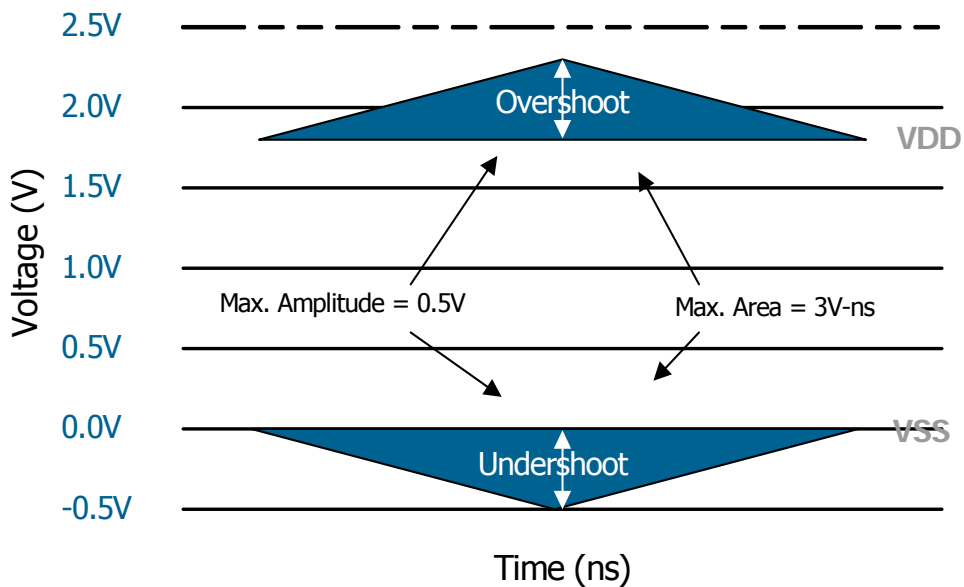 2.5V
2.0V
Overshoot
VDD
1.5V
Voltage (V)
1.0V
Max. Amplitude = 0.5V
Max. Area = 3V-ns
0.5V
0.0V
VSS
Undershoot
-0.5V
Time (ns)